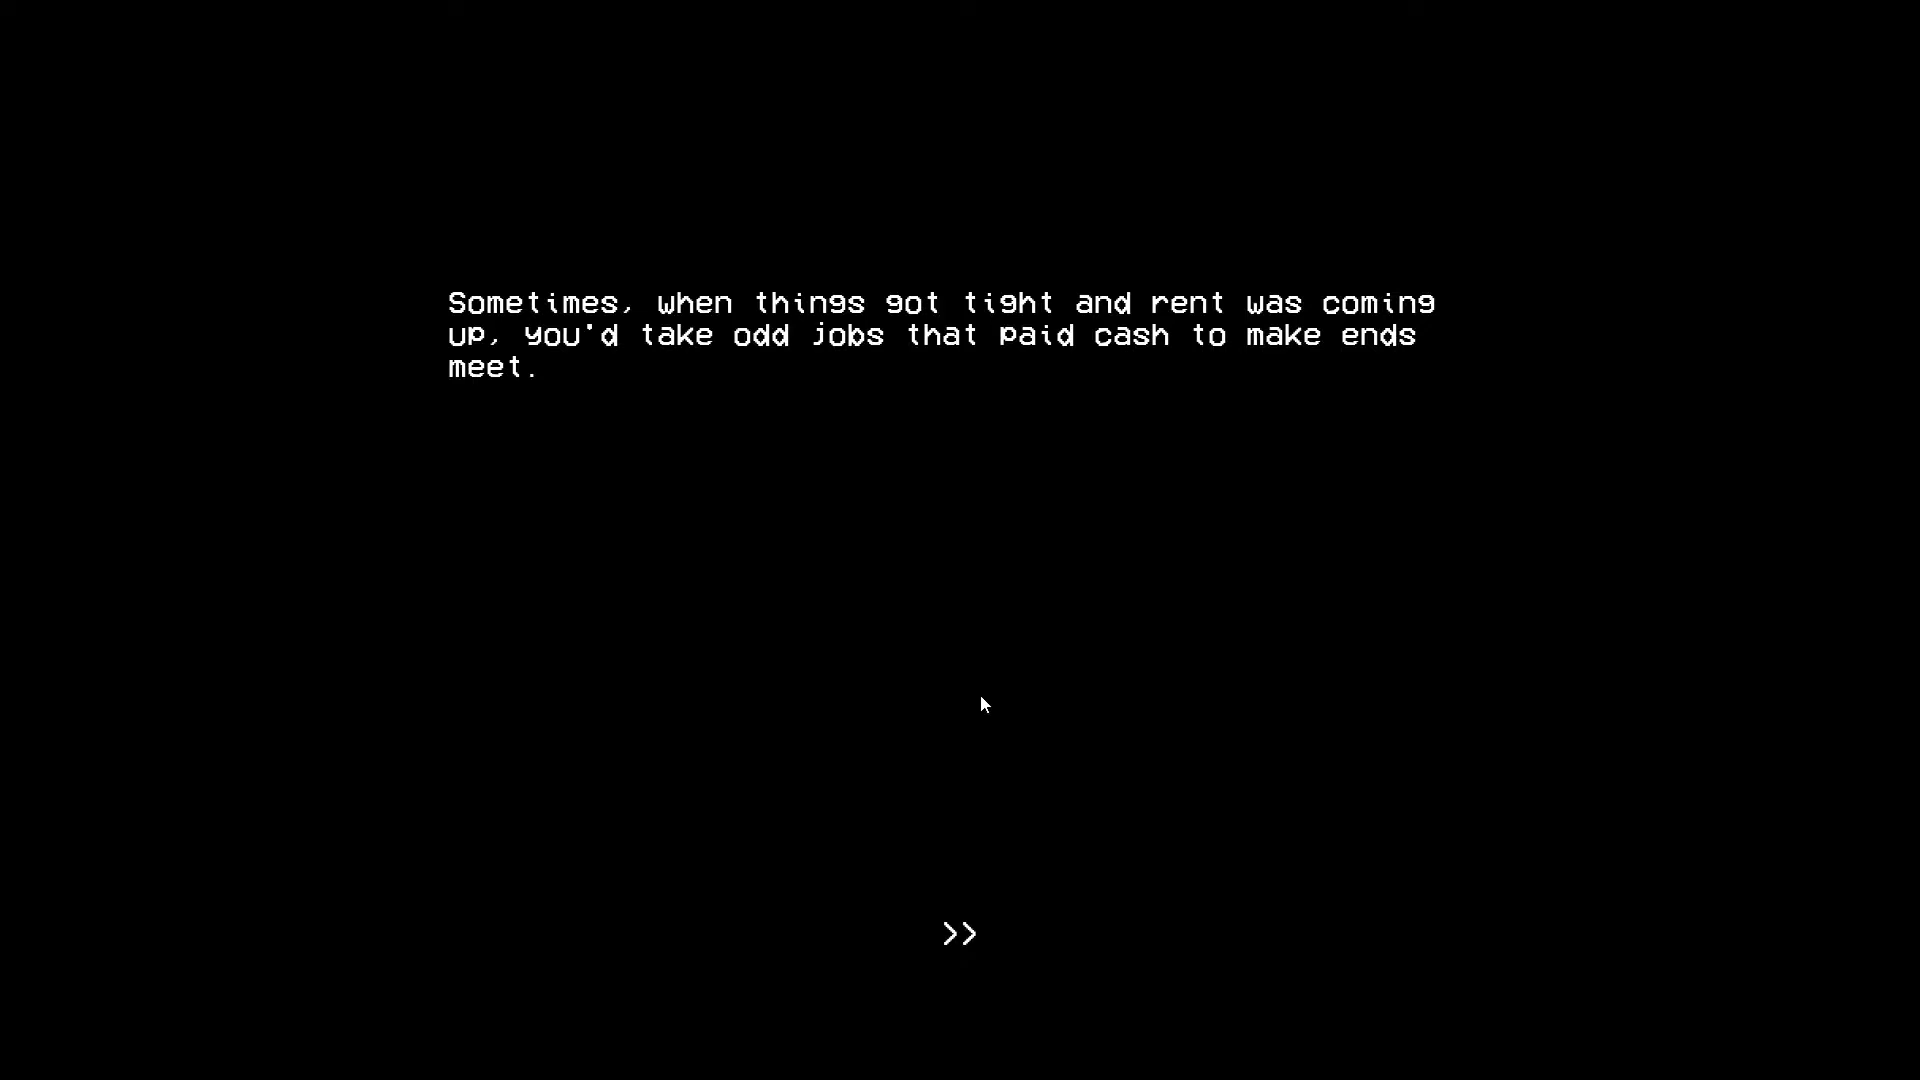 Sometimes, when things got tight and rent was coming
up, you'd take odd jobs that paid cash to make ends
meet.
>>